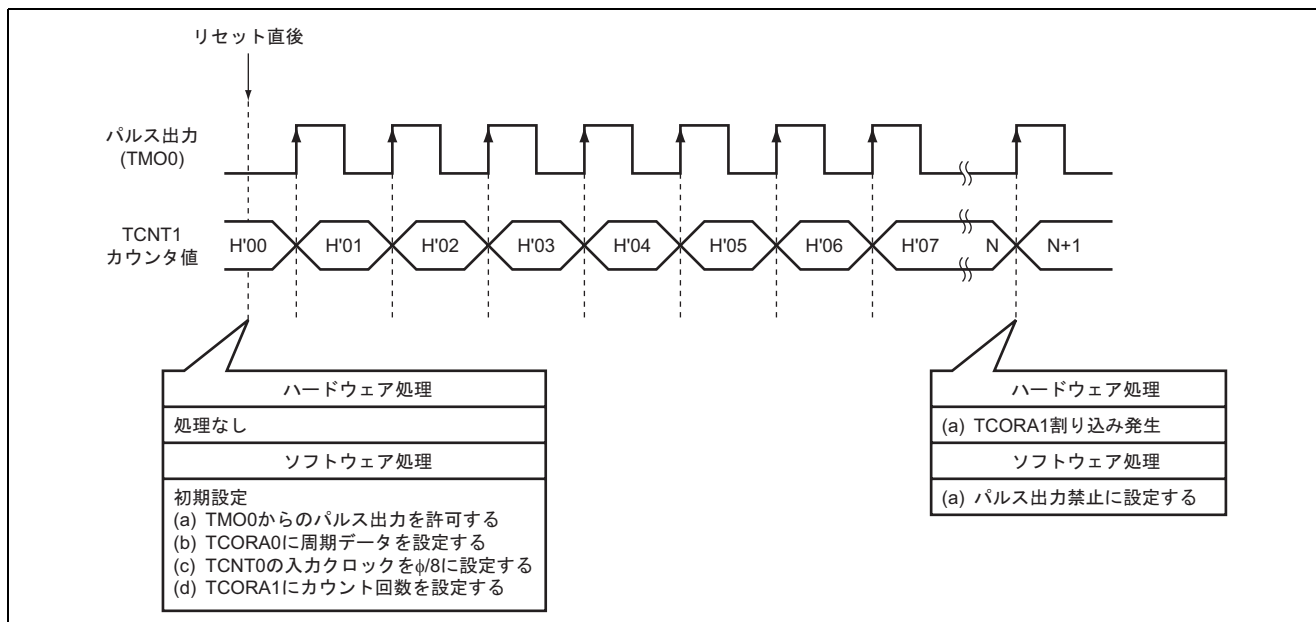 リセット直後
パルス出力
(TMO0)
TCNT1
カウンタ値
H'00
H'01
H'02
H'03
H'04
H'05
H'06
H'07
N
N+1
ハードウェア処理
処理なし
ソフトウェア処理
初期設定
(a) TMO0からのパルス出力を許可する
(b) TCORA0に周期データを設定する
(c) TCNT0の入力クロックをφ/8に設定する
(d) TCORA1にカウント回数を設定する
ハードウェア処理
(a) TCORA1割り込み発生
ソフトウェア処理
(a) パルス出力禁止に設定する